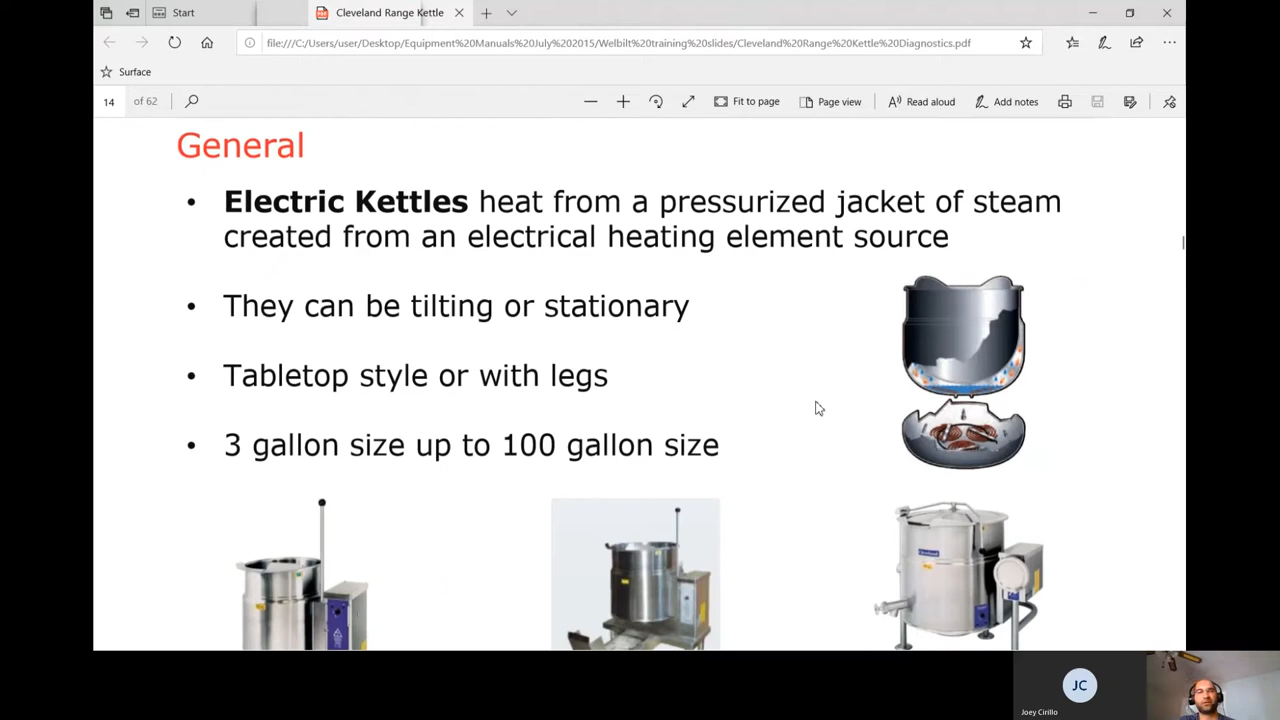 Start
Cleveland Range Kettle
file:///C:/Users/user/Desktop/Equipment%20Manuals%20July%202015/Welbilt%20training%20slides/Cleveland%20Range%20Kettle%20Diagnostics.pdf
Surface
14 of 62
Fit to page
Page view
Read aloud
Add notes
General
• Electric Kettles heat from a pressurized jacket of steam
created from an electrical heating element source
• They can be tilting or stationary
• Tabletop style or with legs
• 3 gallon size up to 100 gallon size
JC
Joey Cirillo